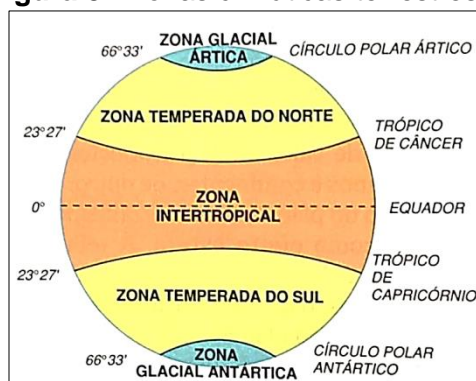 ZONA GLACIAL
ÁRTICA
66°33'
CÍRCULO POLAR ÁRTICO
ZONA TEMPERADA DO NORTE
23°27'
TRÓPICO
DE CÂNCER
ZONA
INTERTROPICAL
0°
EQUADOR
23°27'
TRÓPICO
DE
CAPRICÓRNIO
ZONA TEMPERADA DO SUL
66°33'
ZONA
GLACIAL ANTÁRTICA
CÍRCULO POLAR
ANTÁRTICO